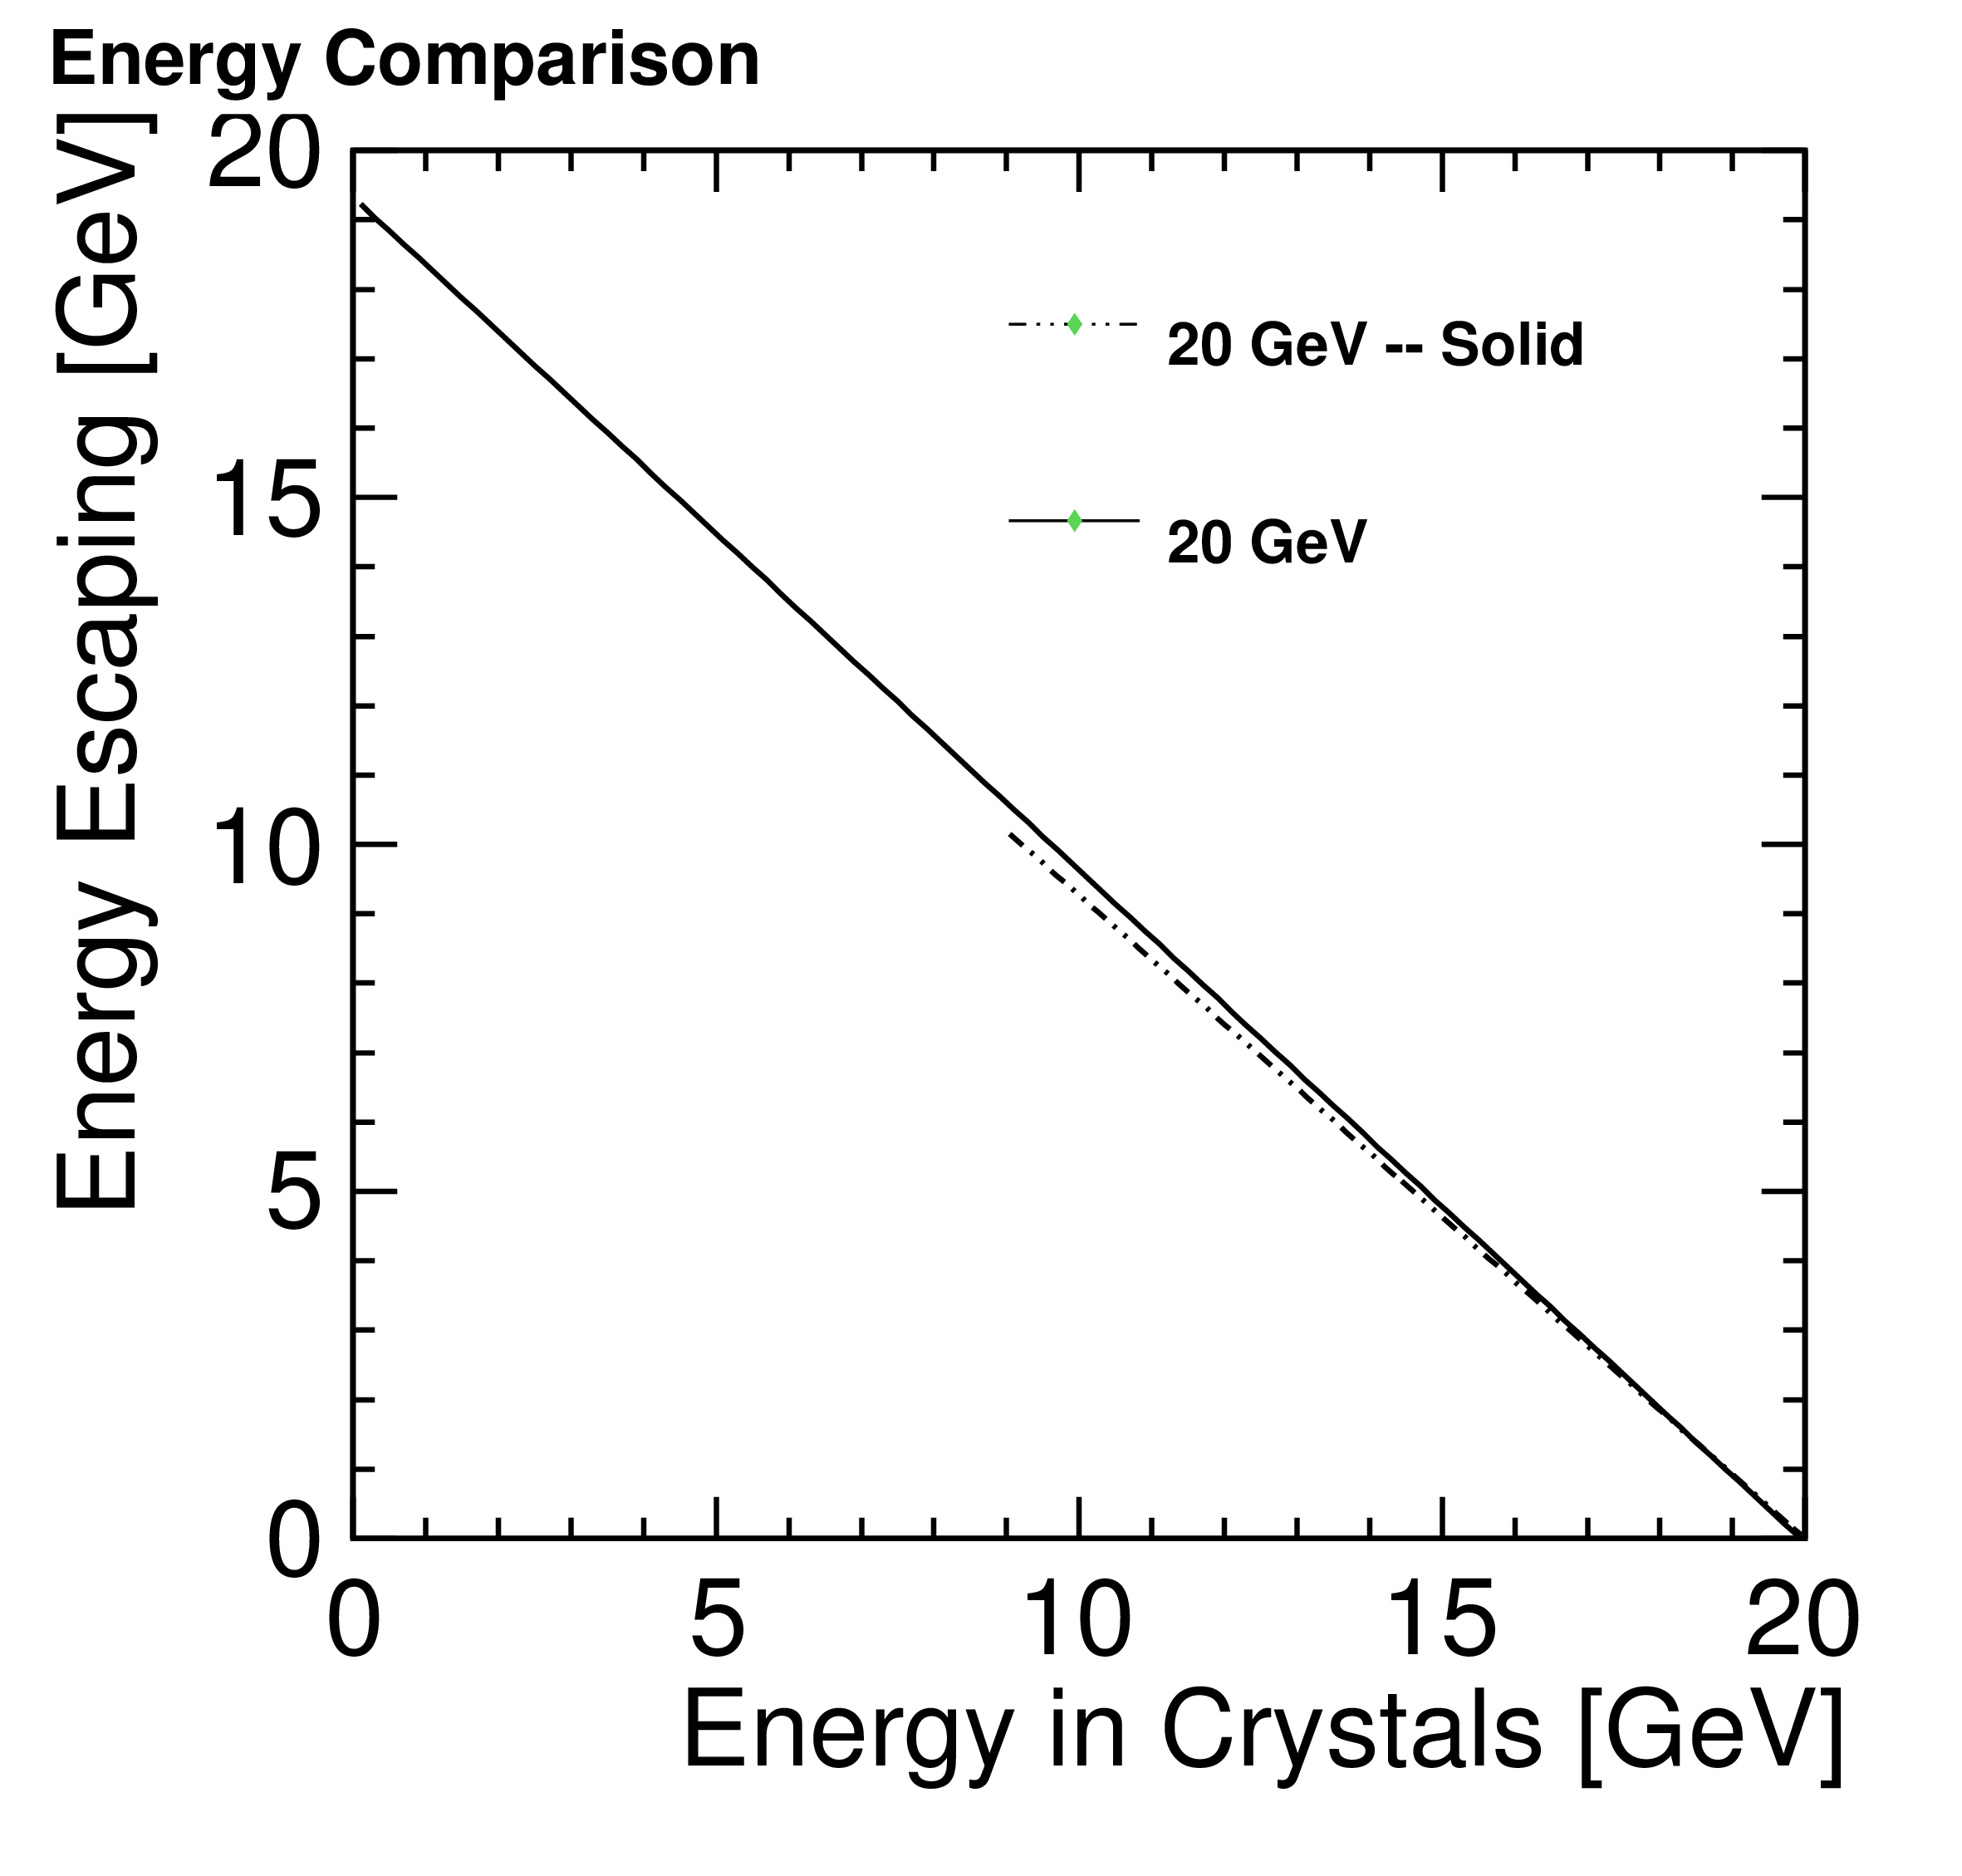 Energy Comparison
Energy Escaping [GeV]
20
15
10
5
0
20 GeV -- Solid
20 GeV
0 5 10 15 20
Energy in Crystals [GeV]